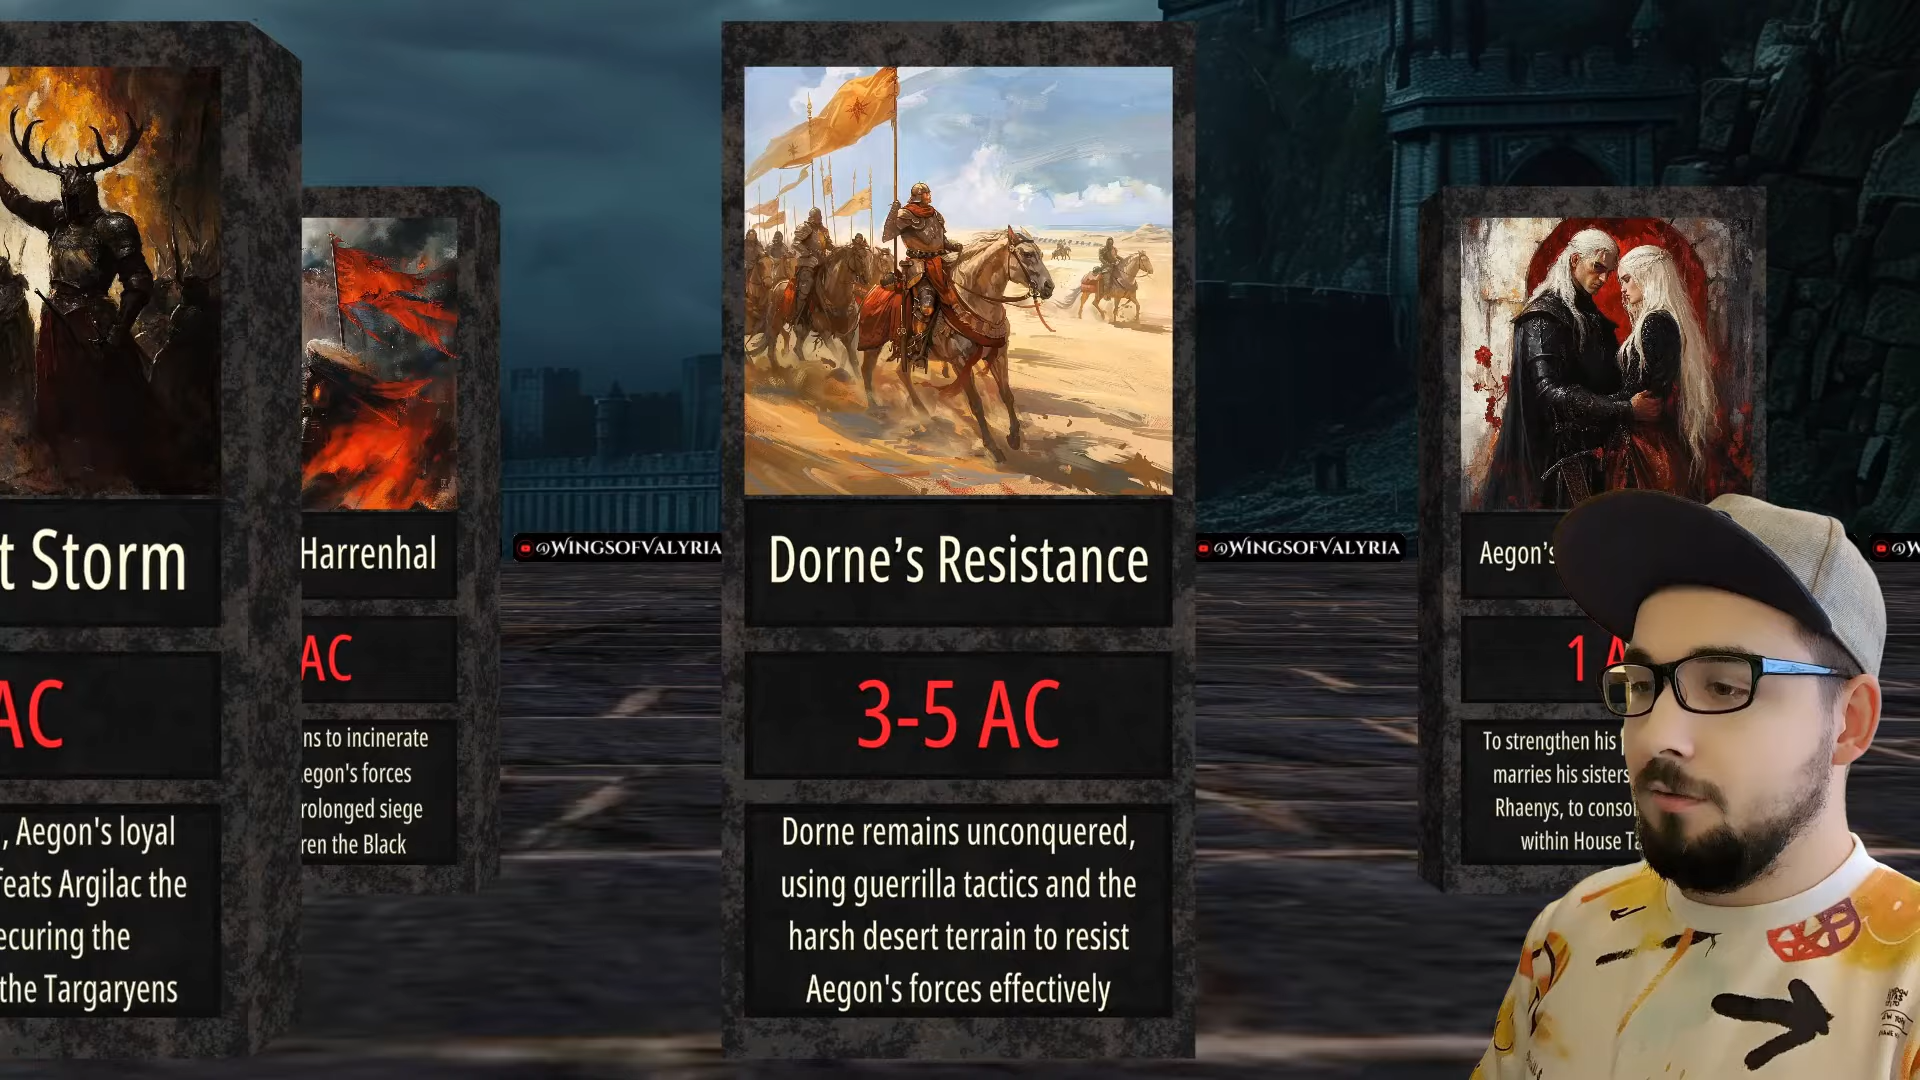 t Storm
AC
, Aegon's loyal
feats Argilac the
ecuring the
the Targaryens
Harrenhal
AC
ns to incinerate
egon's forces
rolonged siege
ren the Black
@WINGSOFVALYRIA
Dorne's Resistance
3-5 AC
Dorne remains unconquered,
using guerrilla tactics and the
harsh desert terrain to resist
Aegon's forces effectively
@WINGSOFVALYRIA
Aegon's
1 A
To strengthen his
marries his sisters
Rhaenys, to conso
within House Ta
@W